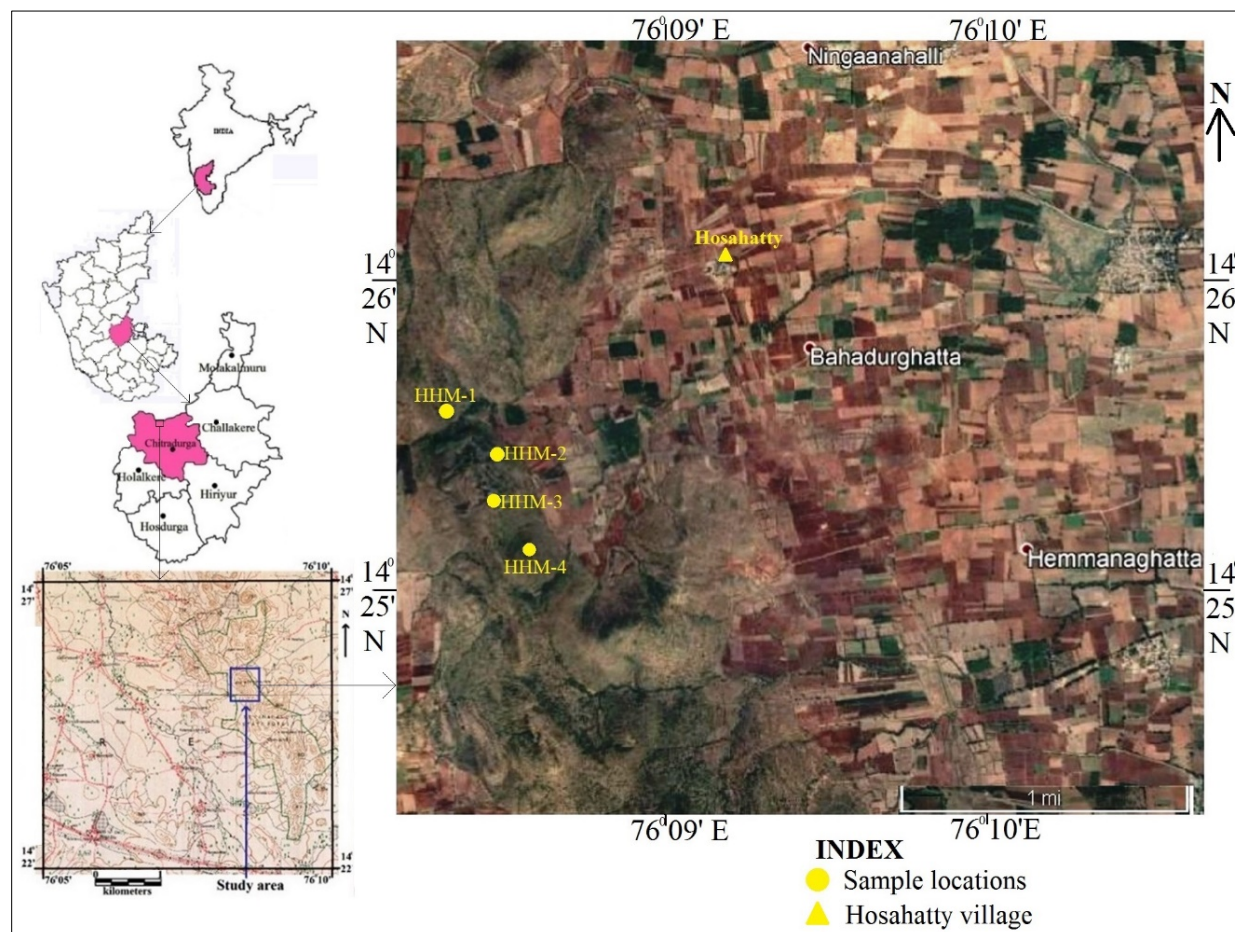 INDIA
Molakalmuru
Challakere
Chitradurga
Holalkere
Hiriyur
Hosdurga
76°05'
76°10'
14°
27'
14°
27'
N
R
E
14°
22'
14°
22'
76°05'
76°10'
0
kilometers
Study area
76°09' E
76°10' E
Ningaanahalli
N
Hosahatty
14°
26'
N
14°
26'
Bahadurghatta
HHM-1
HHM-2
HHM-3
HHM-4
Hemmanaghatta
14°
25'
N
14°
25'
1 mi
76°09' E
76°10' E
INDEX
Sample locations
Hosahatty village